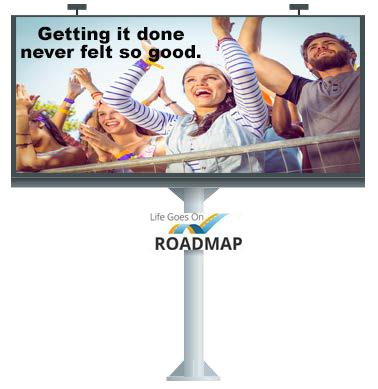 Getting it done
never felt so good.
Life Goes On
ROADMAP